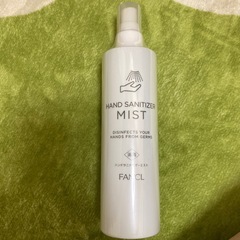 HAND SANITIZER
MIST
DISINFECTS YOUR
HANDS FROM GERMS
FANCL